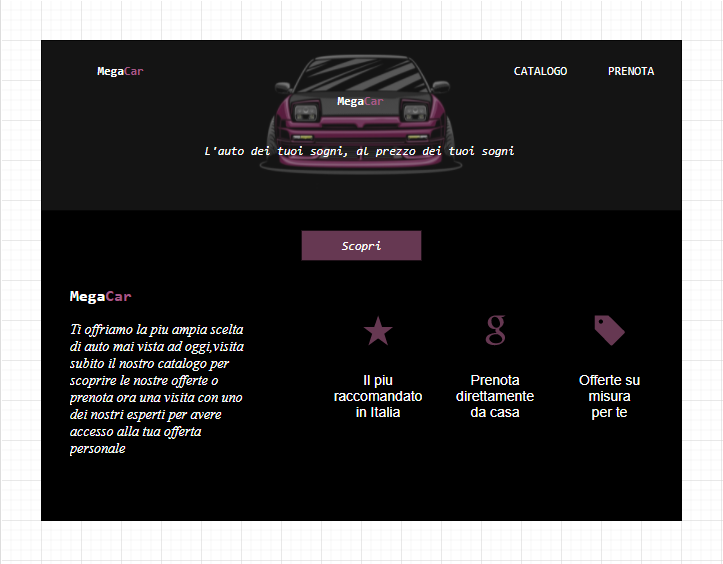 MegaCar
CATALOGO
PRENOTA
MegaCar
L'auto dei tuoi sogni, al prezzo dei tuoi sogni
Scopri
MegaCar
Ti offriamo la piu ampia scelta
di auto mai vista ad oggi,visita
subito il nostro catalogo per
scoprire le nostre offerte o
prenota ora una visita con uno
dei nostri esperti per avere
accesso alla tua offerta
personale
Il piu
raccomandato
in Italia
g
Prenota
direttamente
da casa
Offerte su
misura
per te